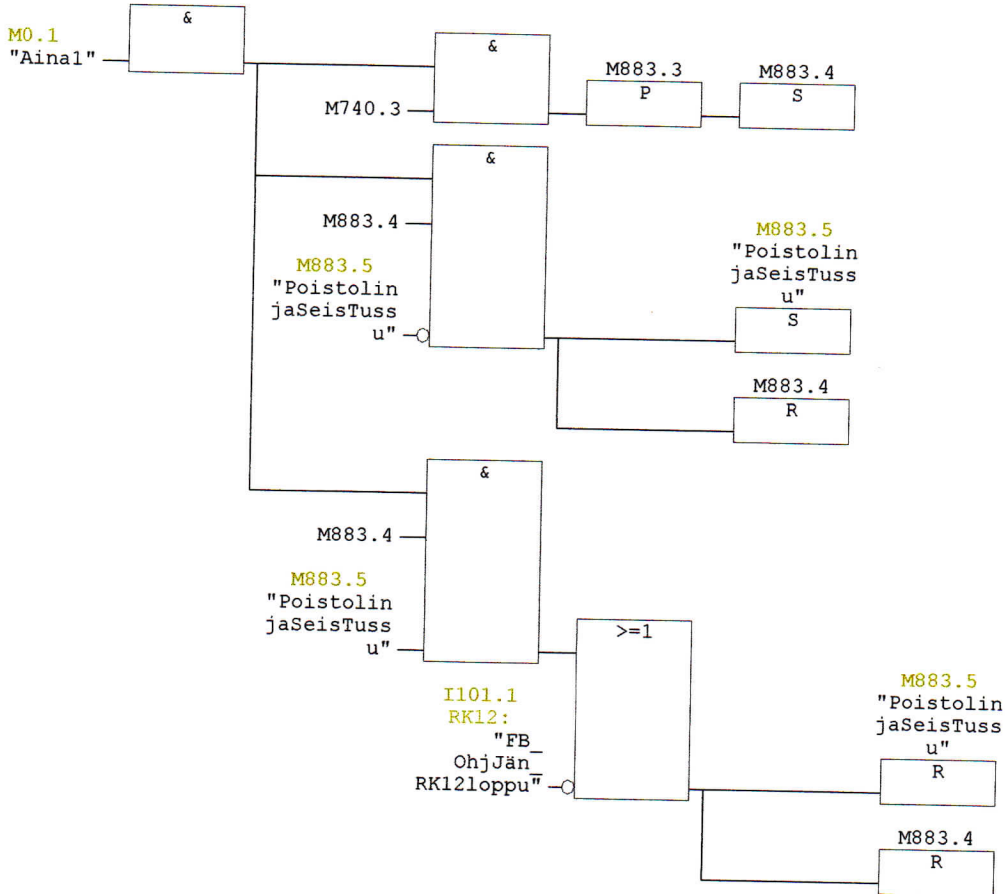 &
M0.1
"Aina1"
&
M740.3
M883.3
P
M883.4
S
&
M883.4
M883.5
"Poistolin
jaSeisTuss
u"
M883.5
"Poistolin
jaSeisTuss
u"
S
M883.4
R
&
M883.4
M883.5
"Poistolin
jaSeisTuss
u"
>=1
I101.1
RK12:
"FB_
OhjJän_
RK12loppu"
M883.5
"Poistolin
jaSeisTuss
u"
R
M883.4
R